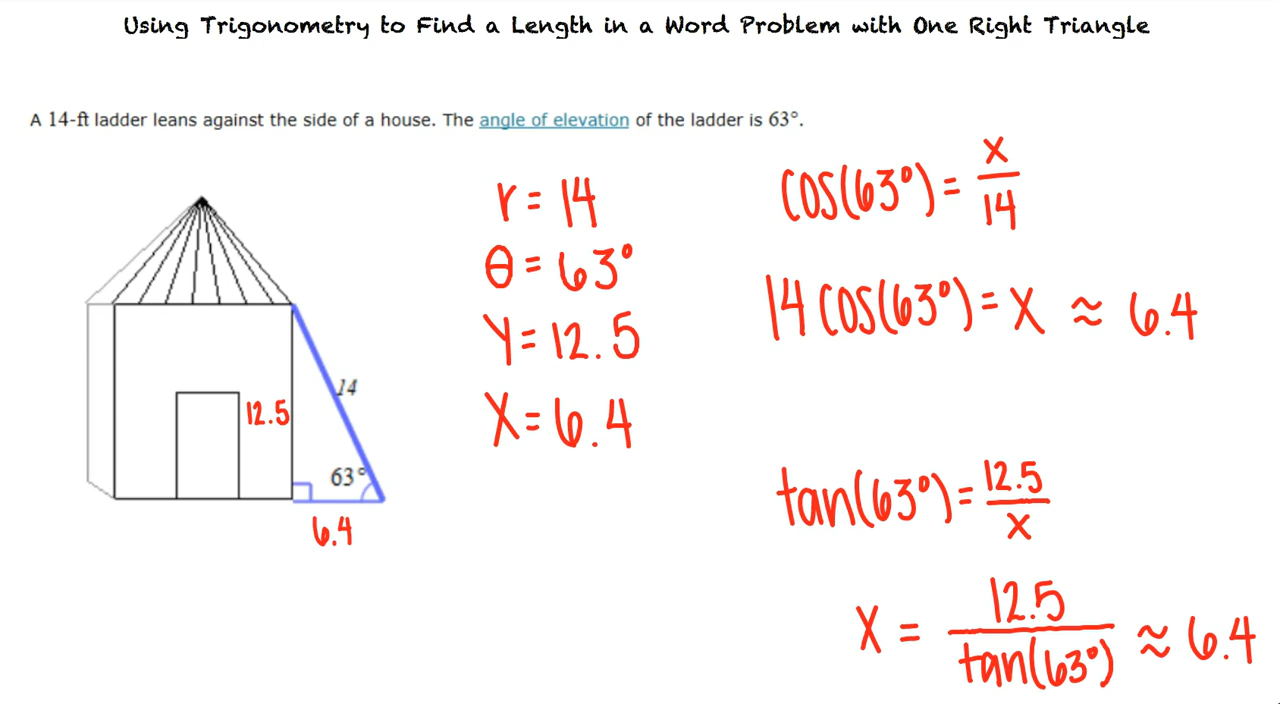 Using Trigonometry to Find a Length in a Word Problem with One Right Triangle
A 14-ft ladder leans against the side of a house. The angle of elevation of the ladder is 63°.
r = 14
θ = 63°
y = 12.5
x = 6.4
14
12.5
63°
6.4
cos(63°) = x/14
14 cos(63°) = x ≈ 6.4
tan(63°) = 12.5/x
x = 12.5/tan(63°) ≈ 6.4